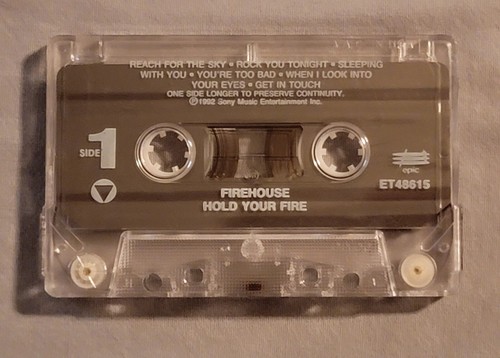 REACH FOR THE SKY • ROCK YOU TONIGHT • SLEEPING
WITH YOU • YOU'RE TOO BAD • WHEN I LOOK INTO
YOUR EYES • GET IN TOUCH
ONE SIDE LONGER TO PRESERVE CONTINUITY.
℗1992 Sony Music Entertainment Inc.
SIDE 1
epic
ET48615
FIREHOUSE
HOLD YOUR FIRE